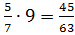 5/7 · 9 = 45/63